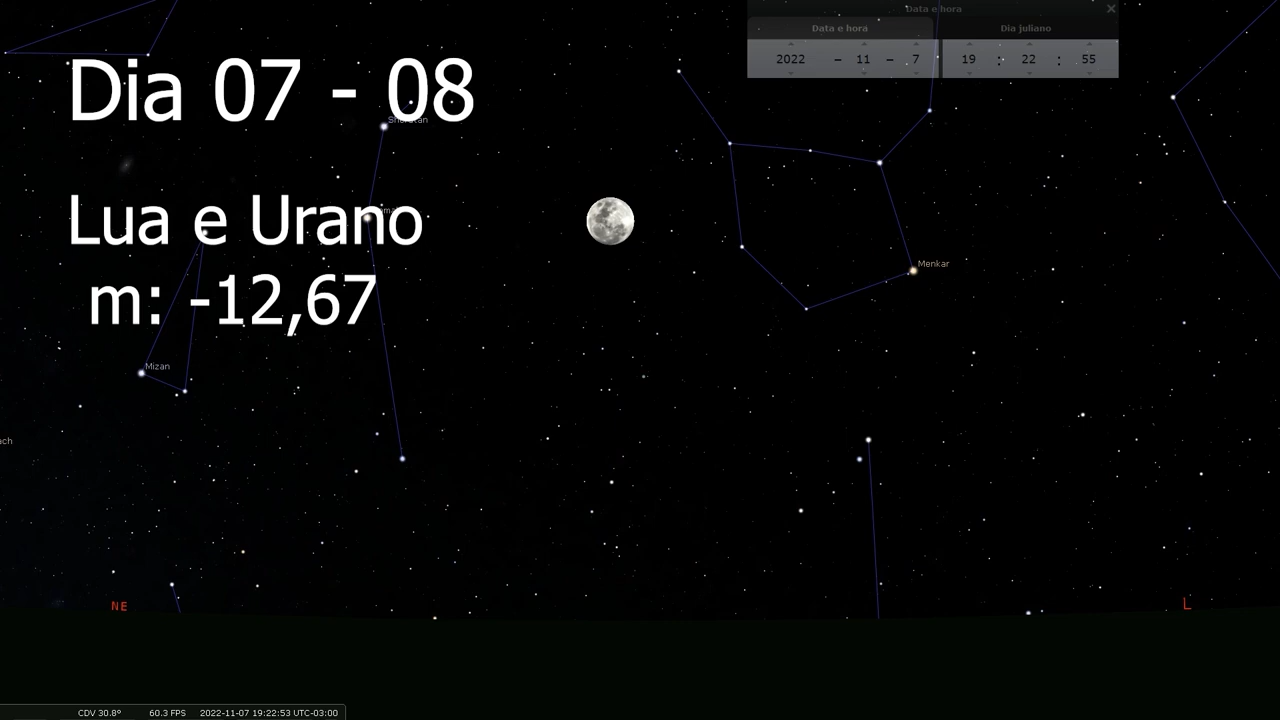 Data e hora
Data e hora
Dia juliano
2022 - 11 - 7
19 : 22 : 55
Dia 07 - 08
Lua e Urano
m: -12,67
Menkar
Mizan
NE
L
CDV 30.8° 60.3 FPS 2022-11-07 19:22:53 UTC-03:00